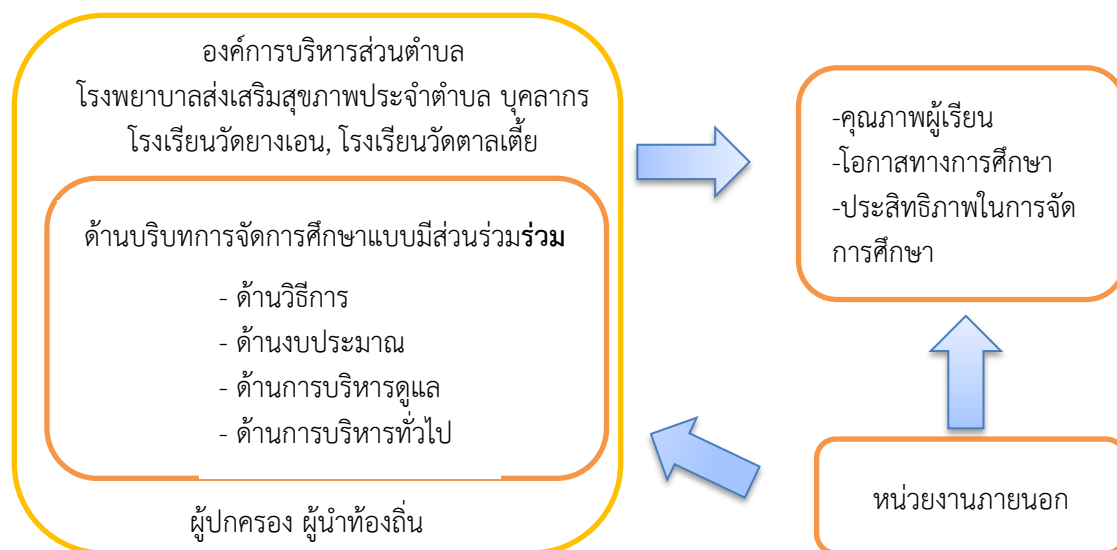 องค์การบริหารส่วนตำบล
โรงพยาบาลส่งเสริมสุขภาพประจำตำบล บุคลากร
โรงเรียนวัดยางเอน, โรงเรียนวัดตาลเตี้ย
ด้านบริบทการจัดการศึกษาแบบมีส่วนร่วมร่วม
- ด้านวิธีการ
- ด้านงบประมาณ
- ด้านการบริหารดูแล
- ด้านการบริหารทั่วไป
ผู้ปกครอง ผู้นำท้องถิ่น
-คุณภาพผู้เรียน
-โอกาสทางการศึกษา
-ประสิทธิภาพในการจัด
การศึกษา
หน่วยงานภายนอก